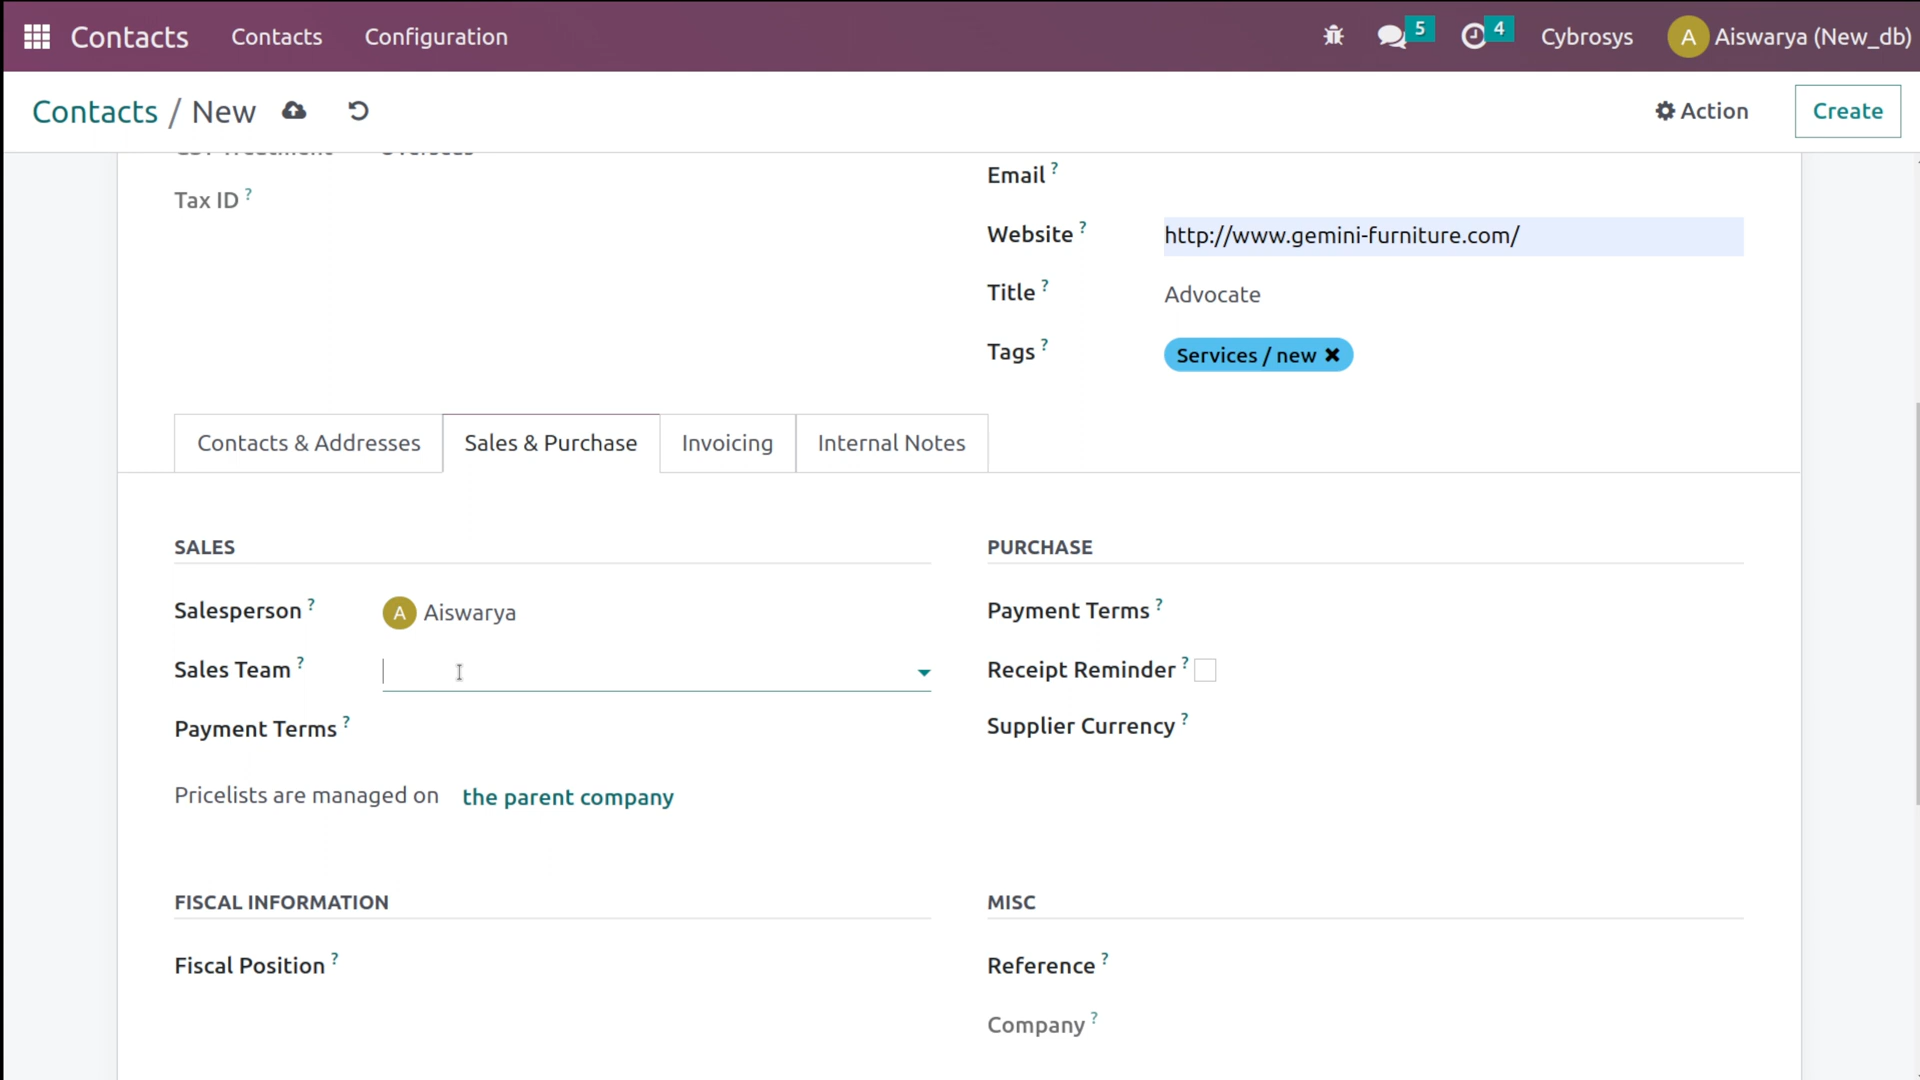 Contacts Contacts Configuration 5 4 Cybrosys A Aiswarya (New_db)
Contacts / New Action Create
Tax ID ?
Email ?
Website ? http://www.gemini-furniture.com/
Title ? Advocate
Tags ? Services / new ✖
Contacts & Addresses Sales & Purchase Invoicing Internal Notes
SALES
Salesperson ? A Aiswarya
Sales Team ?
Payment Terms ?
Pricelists are managed on the parent company
PURCHASE
Payment Terms ?
Receipt Reminder ?
Supplier Currency ?
FISCAL INFORMATION
Fiscal Position ?
MISC
Reference ?
Company ?